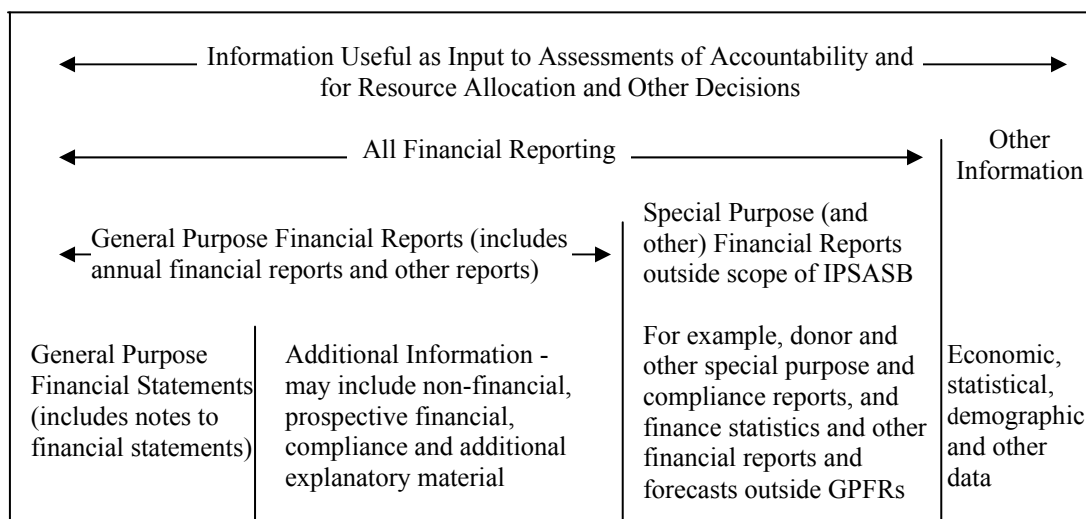 Information Useful as Input to Assessments of Accountability and
for Resource Allocation and Other Decisions
All Financial Reporting
Other
Information
General Purpose Financial Reports (includes
annual financial reports and other reports)
Special Purpose (and
other) Financial Reports
outside scope of IPSASB
General Purpose
Financial Statements
(includes notes to
financial statements)
Additional Information -
may include non-financial,
prospective financial,
compliance and additional
explanatory material
For example, donor and
other special purpose and
compliance reports, and
finance statistics and other
financial reports and
forecasts outside GPFRs
Economic,
statistical,
demographic
and other
data